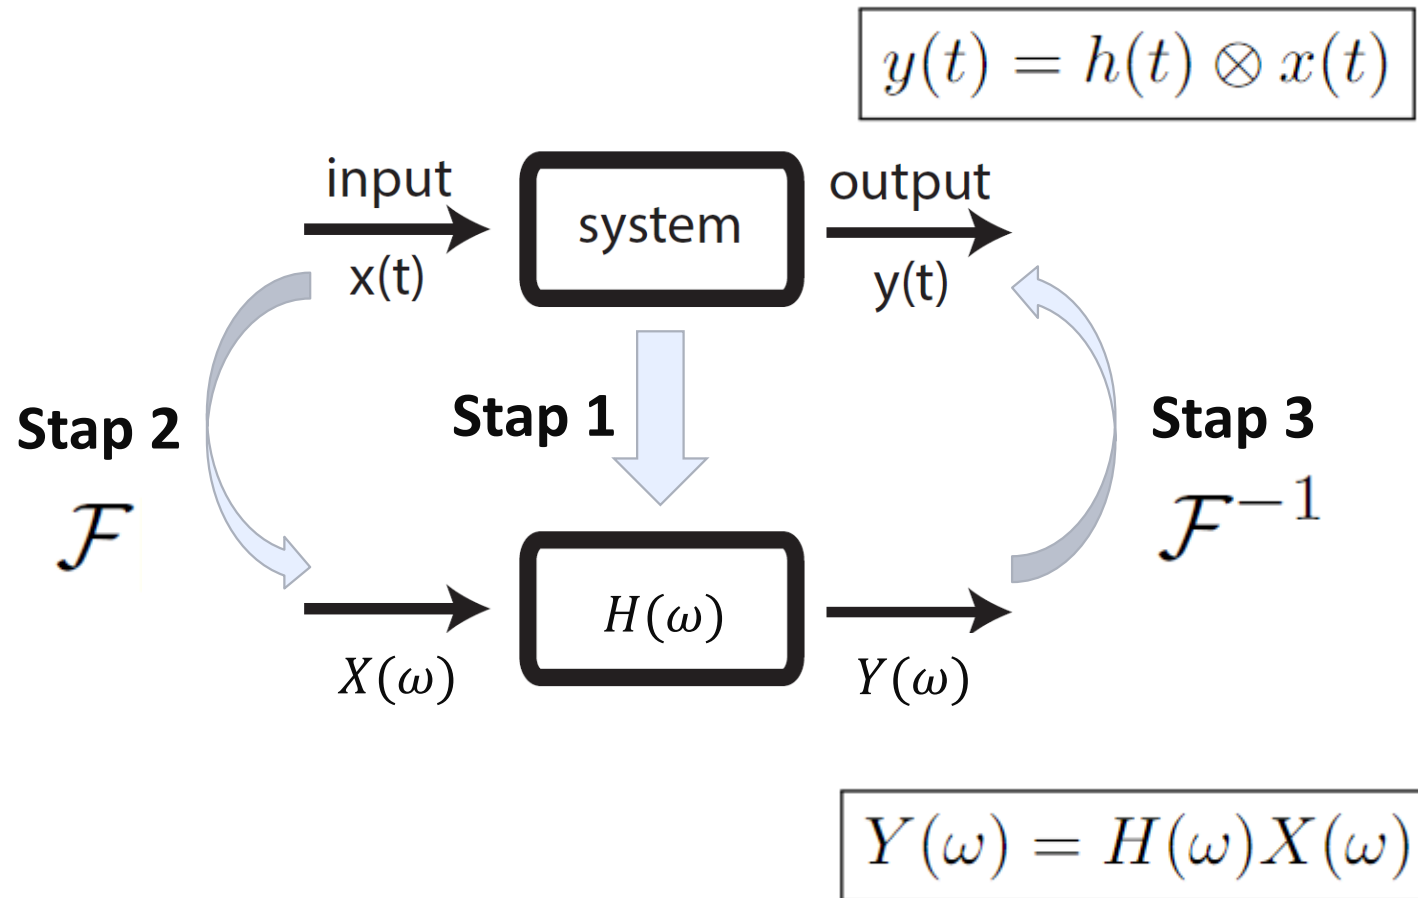 y(t) = h(t) ⊗ x(t)
input
x(t)
system
output
y(t)
Stap 2
ℱ
Stap 1
Stap 3
ℱ⁻¹
X(ω)
H(ω)
Y(ω)
Y(ω) = H(ω)X(ω)